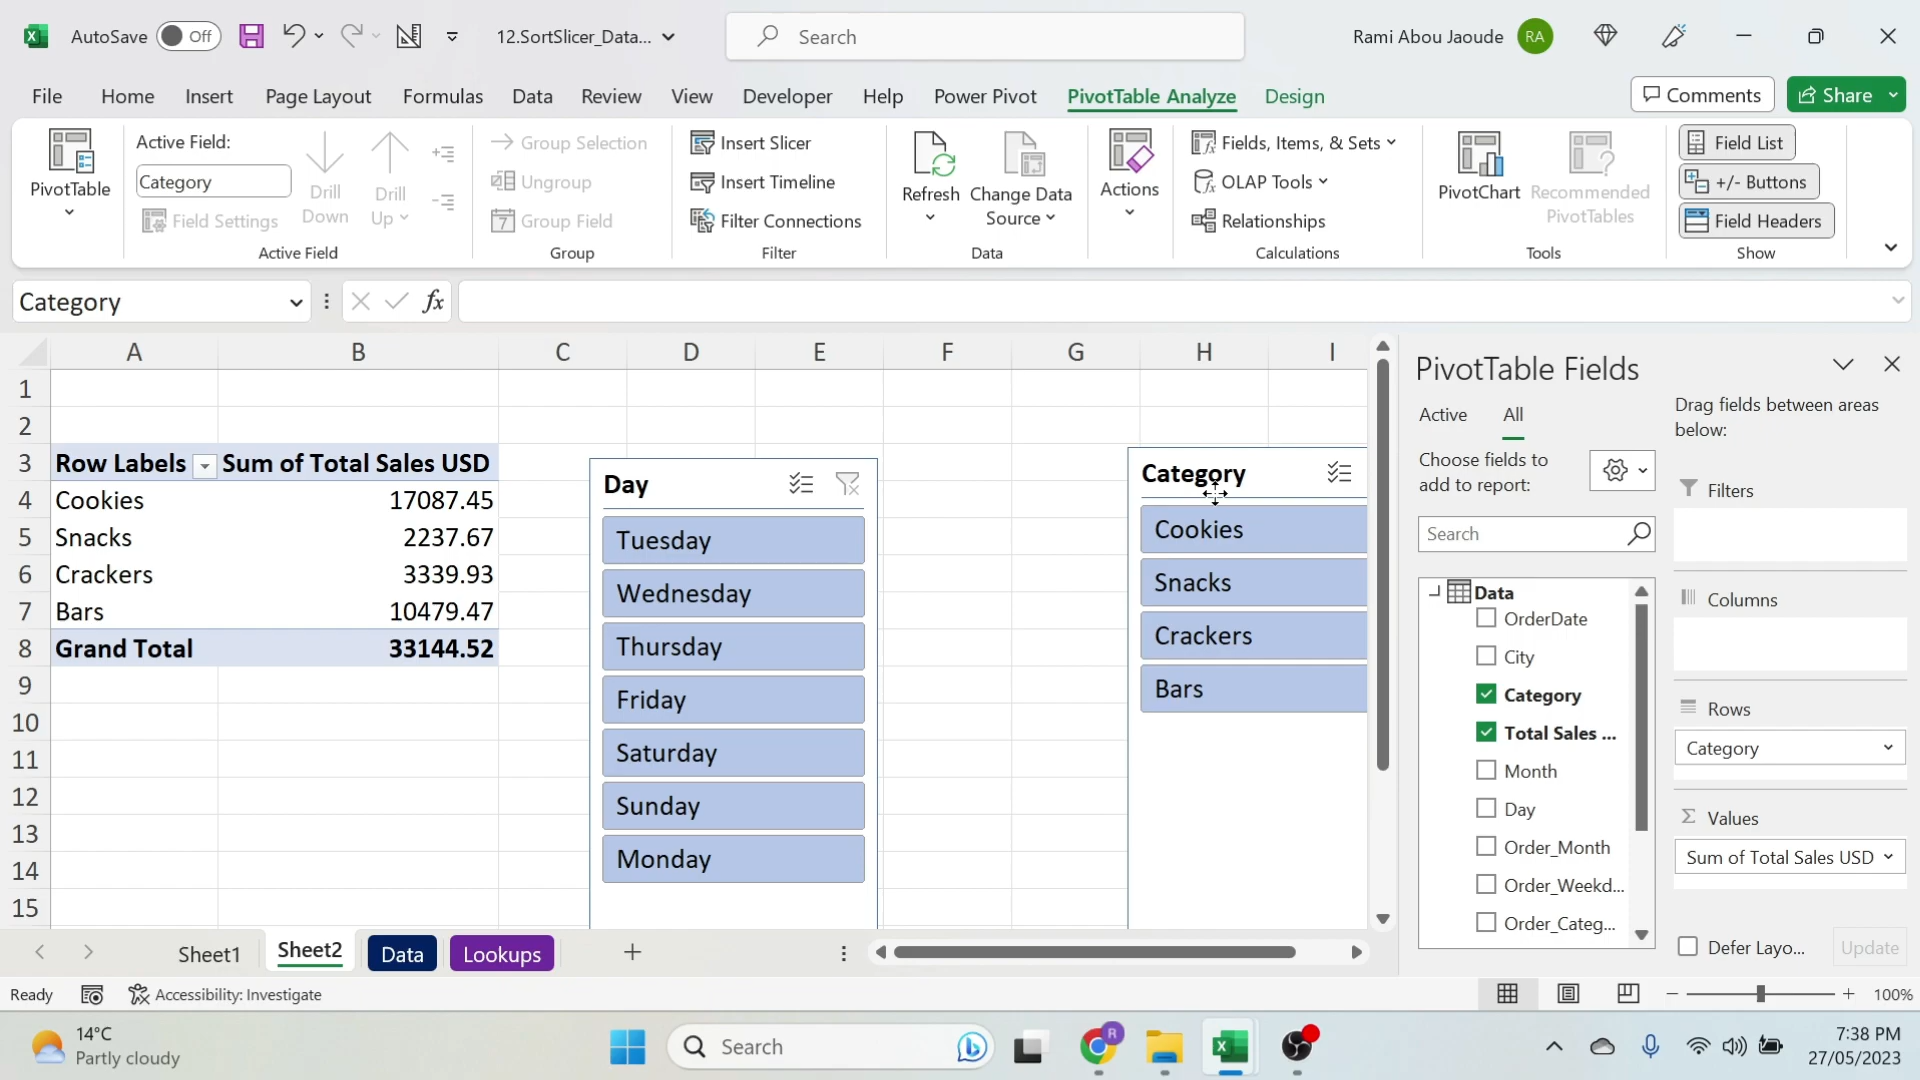 AutoSave Off 12.SortSlicer_Data... Search Rami Abou Jaoude RA
File Home Insert Page Layout Formulas Data Review View Developer Help Power Pivot PivotTable Analyze Design Comments Share
PivotTable
Active Field:
Category
Field Settings
Drill Down
Drill Up
Active Field
Group Selection
Ungroup
7 Group Field
Group
Insert Slicer
Insert Timeline
Filter Connections
Filter
Refresh
Change Data Source
Data
Actions
Fields, Items, & Sets
OLAP Tools
Relationships
Calculations
PivotChart
Recommended PivotTables
Tools
Field List
+/- Buttons
Field Headers
Show
Category fx
A B C D E F G H I
1
2
3 Row Labels Sum of Total Sales USD
4 Cookies 17087.45
5 Snacks 2237.67
6 Crackers 3339.93
7 Bars 10479.47
8 Grand Total 33144.52
9
10
11
12
13
14
15
Day
Tuesday
Wednesday
Thursday
Friday
Saturday
Sunday
Monday
Category
Cookies
Snacks
Crackers
Bars
PivotTable Fields
Active All
Choose fields to
add to report:
Search
Data
OrderDate
City
Category
Total Sales ...
Month
Day
Order_Month
Order_Weekd...
Order_Categ...
Drag fields between areas
below:
Filters
Columns
Rows
Category
Σ Values
Sum of Total Sales USD
Defer Layo... Update
Sheet1 Sheet2 Data Lookups
Ready Accessibility: Investigate 100%
14°C
Partly cloudy
Search
R
7:38 PM
27/05/2023